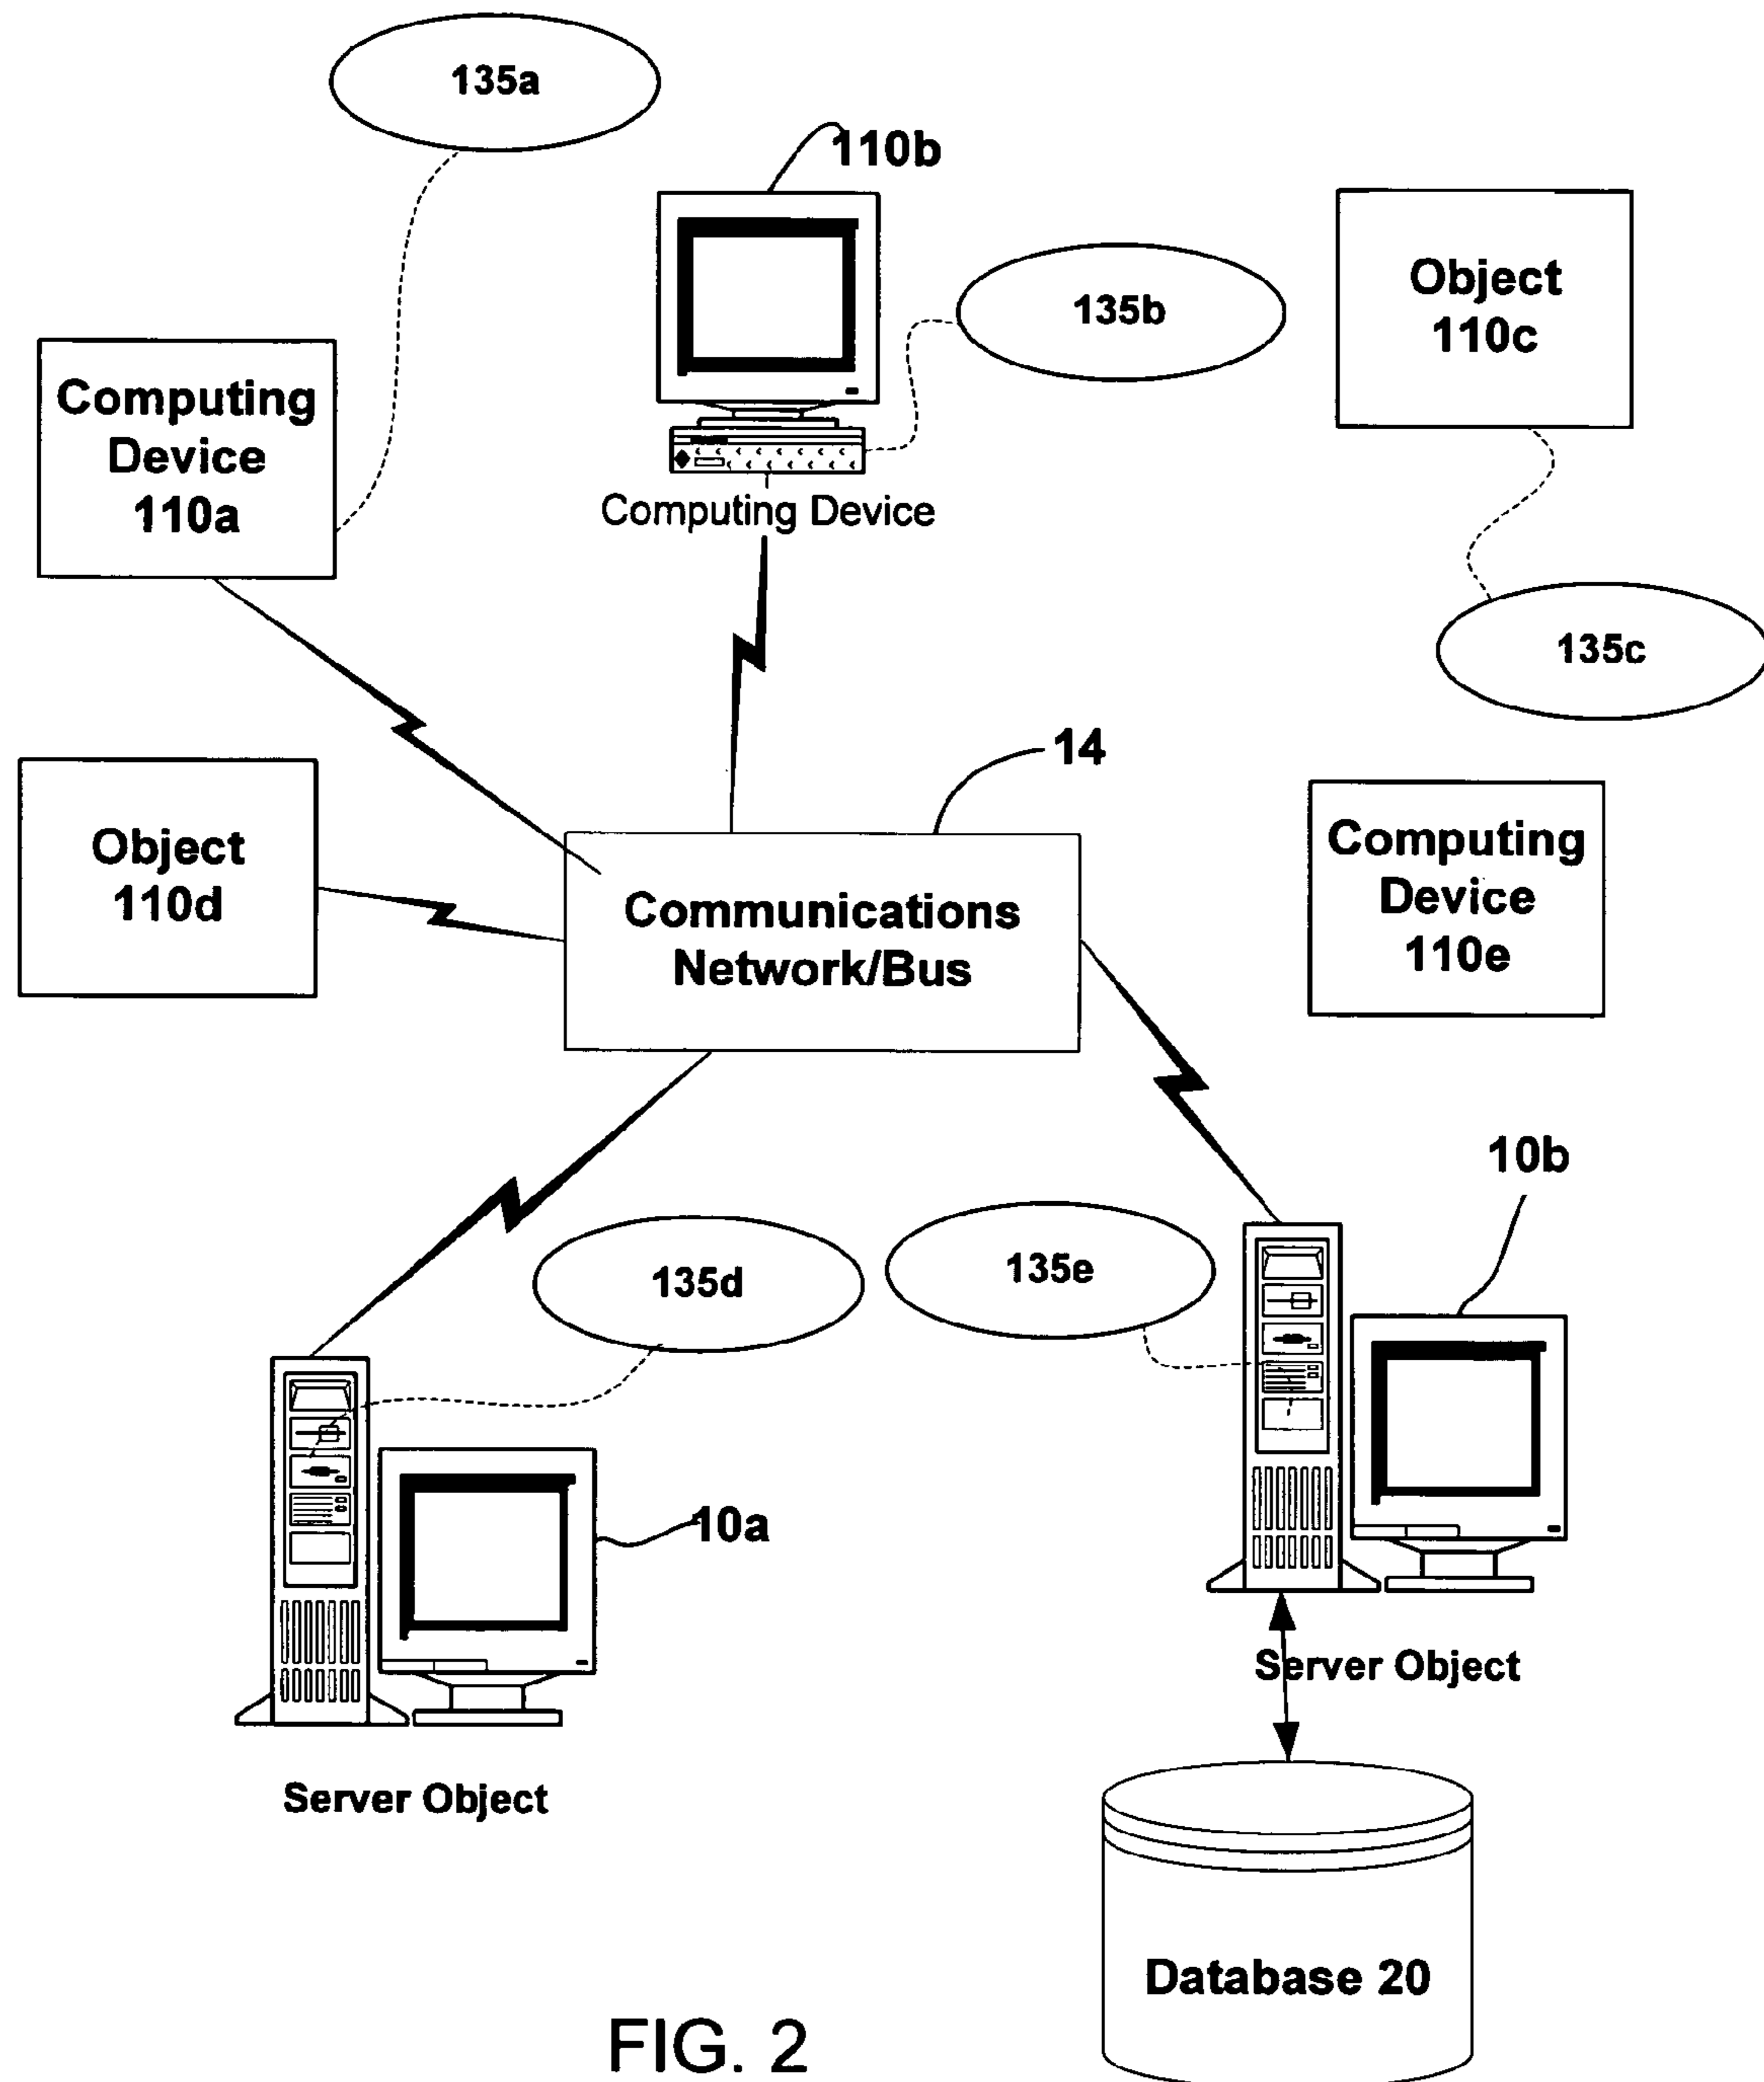 135a
110b
Object
110c
135b
Computing
Device
110a
Computing Device
135c
14
Object
110d
Computing
Device
110e
Communications
Network/Bus
10b
135d
135e
10a
Server Object
Server Object
Database 20
FIG. 2